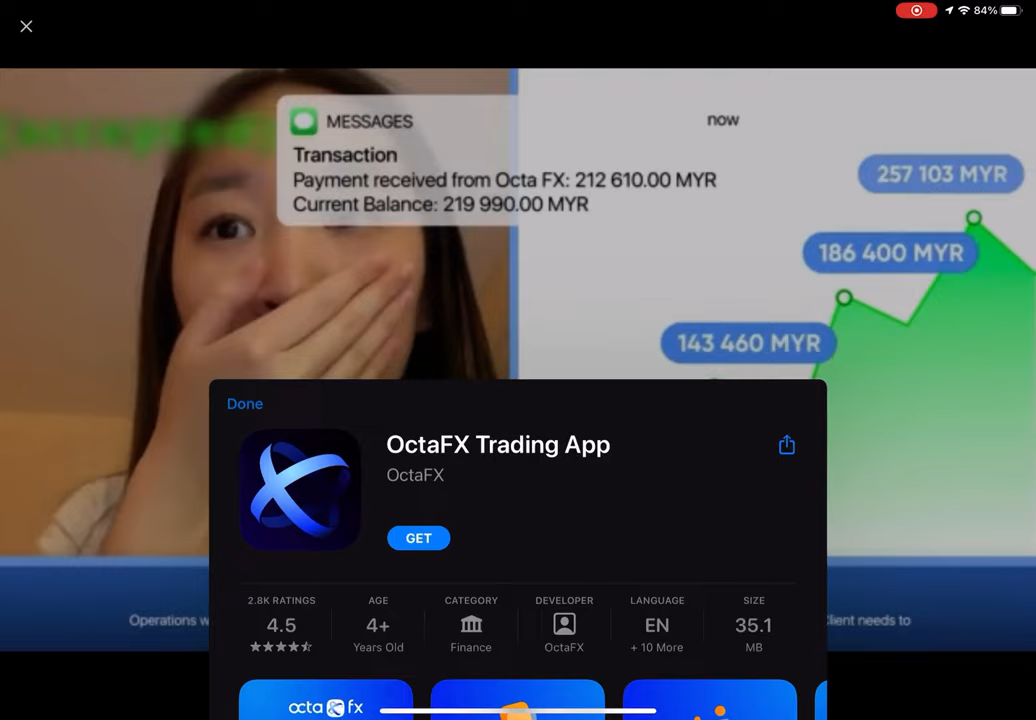 84%
[accepted]
MESSAGES
now
Transaction
Payment received from Octa FX: 212 610.00 MYR
Current Balance: 219 990.00 MYR
257 103 MYR
186 400 MYR
143 460 MYR
Done
OctaFX Trading App
OctaFX
GET
2.8K RATINGS
AGE
CATEGORY
DEVELOPER
LANGUAGE
SIZE
4.5
4+
EN
35.1
Years Old
Finance
OctaFX
+ 10 More
MB
Operations w
Client needs to
octa fx